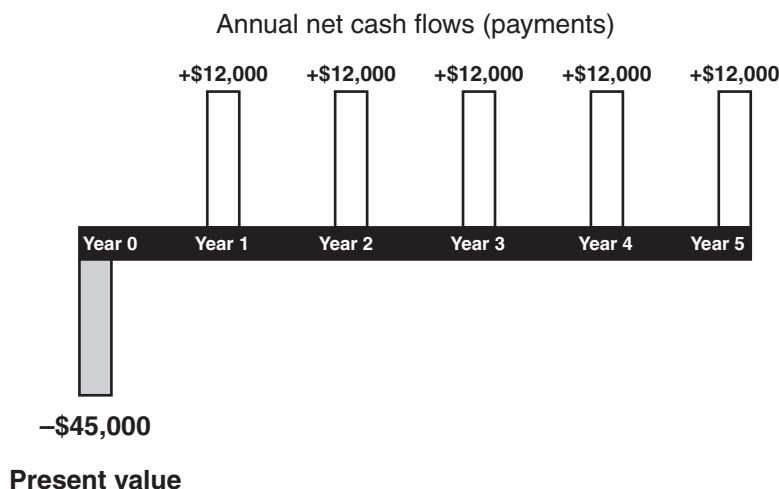 Annual net cash flows (payments)
+$12,000 +$12,000 +$12,000 +$12,000 +$12,000
Year 0 Year 1 Year 2 Year 3 Year 4 Year 5
–$45,000
Present value